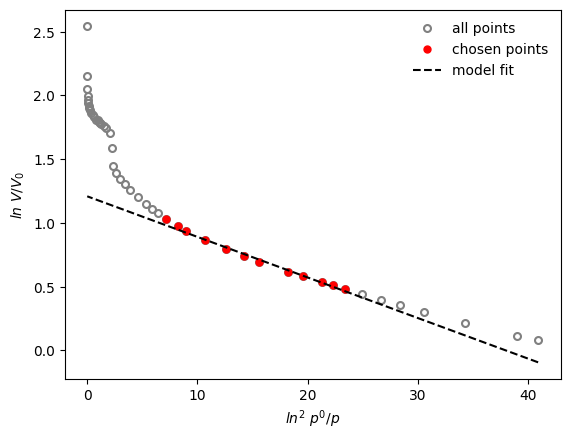 all points
chosen points
model fit
2.5
2.0
1.5
1.0
0.5
0.0
ln V/V₀
0 10 20 30 40
ln² p⁰/p